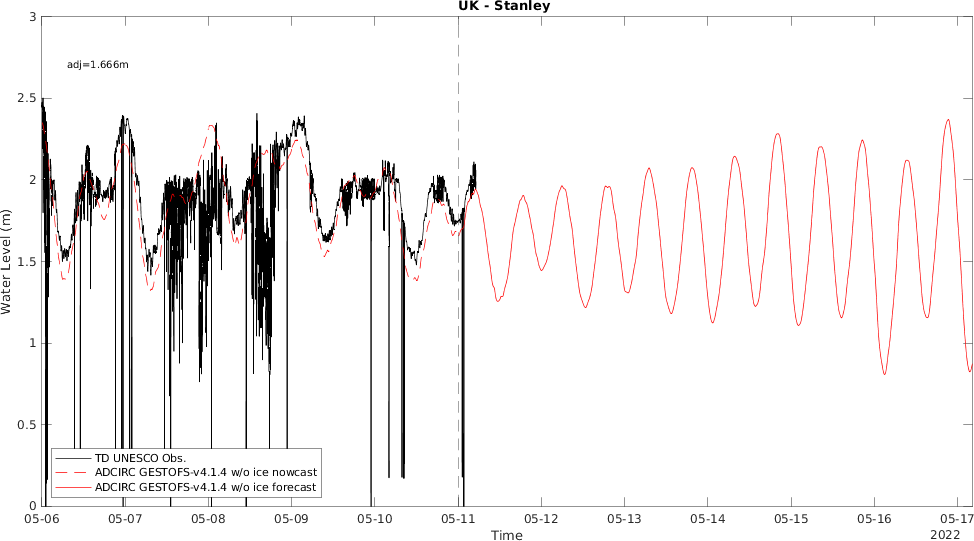 UK - Stanley
adj=1.666m
Water Level (m)
3
2.5
2
1.5
1
0.5
0
TD UNESCO Obs.
ADCIRC GESTOFS-v4.1.4 w/o ice nowcast
ADCIRC GESTOFS-v4.1.4 w/o ice forecast
05-06 05-07 05-08 05-09 05-10 05-11 05-12 05-13 05-14 05-15 05-16 05-17
Time
2022